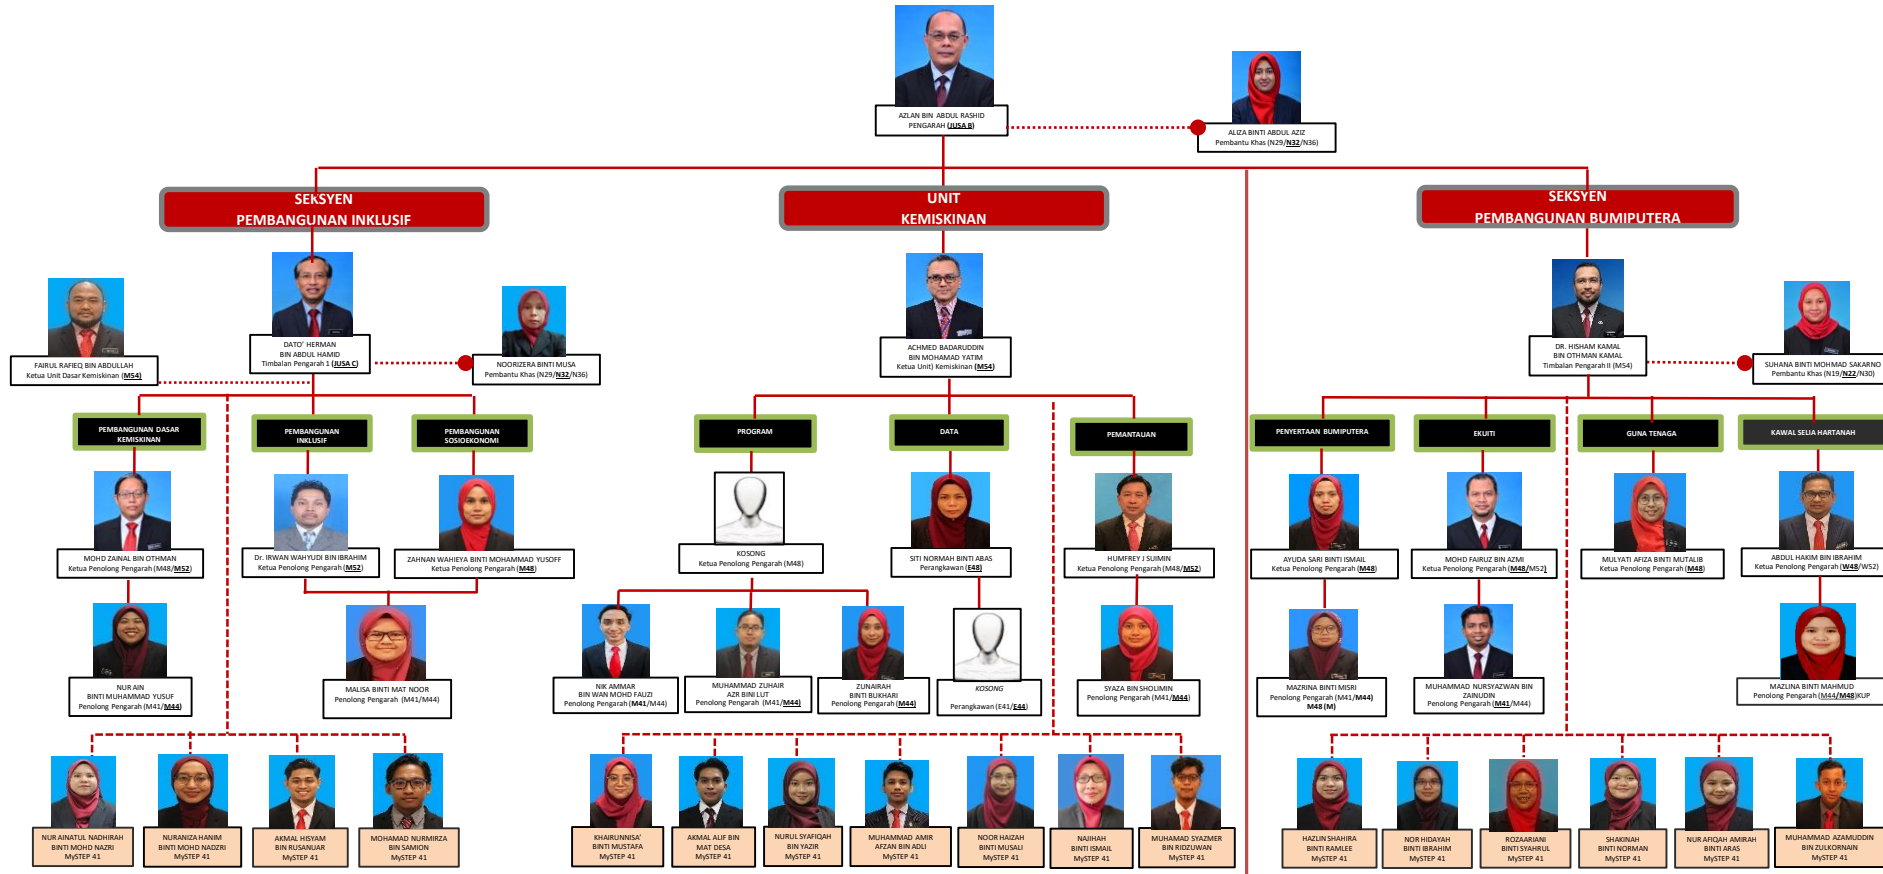 AZLAN BIN ABDUL RASHID
PENGARAH (JUSA B)
ALIZA BINTI ABDUL AZIZ
Pembantu Khas (N29/N32/N36)
SEKSYEN
PEMBANGUNAN INKLUSIF
UNIT
KEMISKINAN
SEKSYEN
PEMBANGUNAN BUMIPUTERA
FAIRUL RAFIEQ BIN ABDULLAH
Ketua Unit Dasar Kemiskinan (M54)
DATO' HERMAN
BIN ABDUL HAMID
Timbalan Pengarah 1 (JUSA C)
NOORIZERA BINTI MUSA
Pembantu Khas (N29/N32/N36)
ACHMED BADARUDDIN
BIN MOHAMAD YATIM
Ketua Unit) Kemiskinan (M54)
DR. HISHAM KAMAL
BIN OTHMAN KAMAL
Timbalan Pengarah II (M54)
SUHANA BINTI MOHMAD SAKARNO
Pembantu Khas (N19/N22/N30)
PEMBANGUNAN DASAR
KEMISKINAN
PEMBANGUNAN
INKLUSIF
PEMBANGUNAN
SOSIOEKONOMI
PROGRAM
DATA
PEMANTAUAN
PENYERTAAN BUMIPUTERA
EKUITI
GUNA TENAGA
KAWAL SELIA HARTANAH
MOHD ZAINAL BIN OTHMAN
Ketua Penolong Pengarah (M48/M52)
Dr. IRWAN WAHYUDI BIN IBRAHIM
Ketua Penolong Pengarah (M52)
ZAHNAN WAHIEYA BINTI MOHAMMAD YUSOFF
Ketua Penolong Pengarah (M48)
KOSONG
Ketua Penolong Pengarah (M48)
SITI NORMAH BINTI ABAS
Perangkawan (E48)
HUMFREY J SUIMIN
Ketua Penolong Pengarah (M48/M52)
AYUDA SARI BINTI ISMAIL
Ketua Penolong Pengarah (M48)
MOHD FAIRUZ BIN AZMI
Ketua Penolong Pengarah (M48/M52)
MULYATI AFIZA BINTI MUTALIB
Ketua Penolong Pengarah (M48)
ABDUL HAKIM BIN IBRAHIM
Ketua Penolong Pengarah (W48/W52)
NUR AIN
BINTI MUHAMMAD YUSUF
Penolong Pengarah (M41/M44)
MALISA BINTI MAT NOOR
Penolong Pengarah (M41/M44)
NIK AMMAR
BIN WAN MOHD FAUZI
Penolong Pengarah (M41/M44)
MUHAMMAD ZUHAIR
AZR BINI LUT
Penolong Pengarah (M41/M44)
ZUNAIRAH
BINTI BUKHARI
Penolong Pengarah (M44)
KOSONG
Perangkawan (E41/E44)
SYAZA BIN SHOLIMIN
Penolong Pengarah (M41/M44)
MAZRINA BINTI MISRI
Penolong Pengarah (M41/M44)
M48 (M)
MUHAMMAD NURSYAZWAN BIN
ZAINUDIN
Penolong Pengarah (M41/M44)
MAZLINA BINTI MAHMUD
Penolong Pengarah (M44/M48)KUP
NUR AINATUL NADHIRAH
BINTI MOHD NAZRI
MySTEP 41
NURANIZA HANIM
BINTI MOHD NADZRI
MySTEP 41
AKMAL HISYAM
BIN RUSANUAR
MySTEP 41
MOHAMAD NURMIRZA
BIN SAMION
MySTEP 41
KHAIRUNNISA'
BINTI MUSTAFA
MySTEP 41
AKMAL ALIF BIN
MAT DESA
MySTEP 41
NURUL SYAFIQAH
BIN YAZIR
MySTEP 41
MUHAMMAD AMIR
AFZAN BIN ADLI
MySTEP 41
NOOR HAIZAH
BINTI MUSALI
MySTEP 41
NAJIHAH
BINTI ISMAIL
MySTEP 41
MUHAMAD SYAZMER
BIN RIDZUWAN
MySTEP 41
HAZLIN SHAHIRA
BINTI RAMLEE
MySTEP 41
NOR HIDAYAH
BINTI IBRAHIM
MySTEP 41
ROZAARIANI
BINTI SYAHRUL
MySTEP 41
SHAKINAH
BINTI NORMAN
MySTEP 41
NUR AFIQAH AMIRAH
BINTI ARAS
MySTEP 41
MUHAMMAD AZAMUDDIN
BIN ZULKORNAIN
MySTEP 41